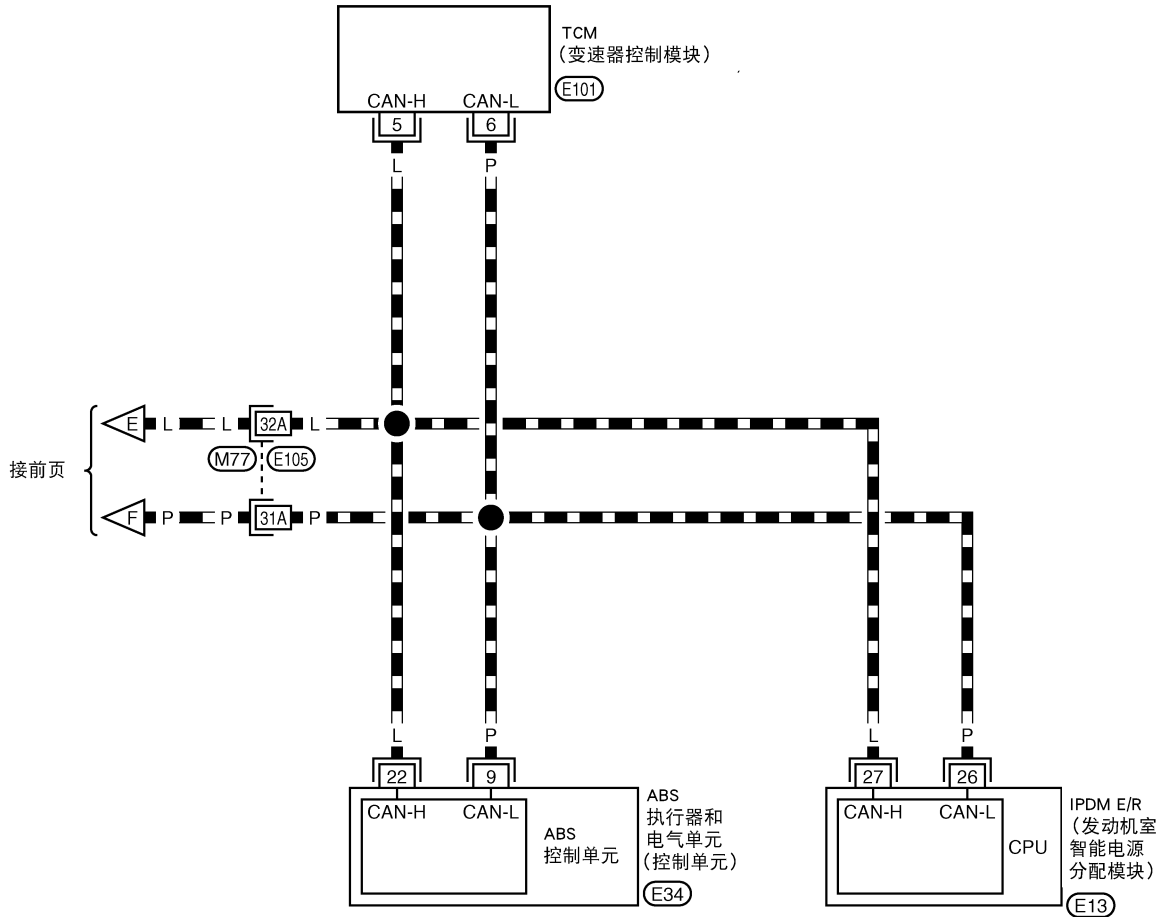 TCM
（变速器控制模块）
E101
CAN-H CAN-L
5 6
L P
E L L 32A L
M77 E105
接前页
F P P 31A P
L P L P
22 9 27 26
CAN-H CAN-L
ABS
控制单元
ABS
执行器和
电气单元
（控制单元）
E34
CAN-H CAN-L
CPU
IPDM E/R
（发动机室
智能电源
分配模块）
E13